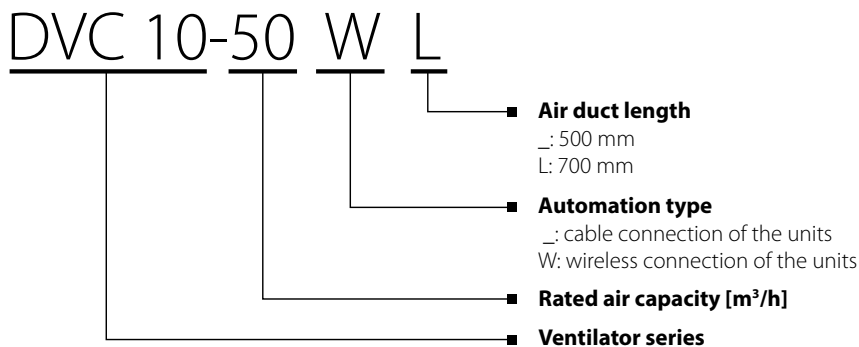 DVC 10-50 W L
Air duct length
_: 500 mm
L: 700 mm
Automation type
_: cable connection of the units
W: wireless connection of the units
Rated air capacity [m³/h]
Ventilator series